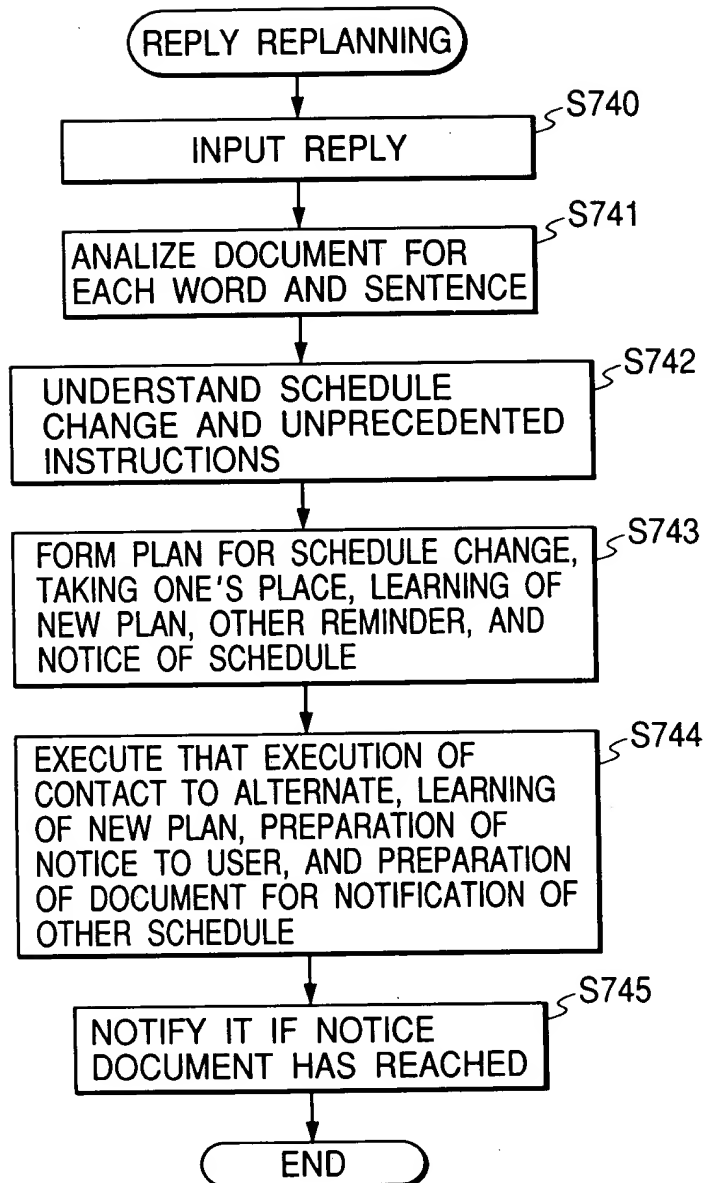 REPLY REPLANNING
S740
INPUT REPLY
S741
ANALIZE DOCUMENT FOR
EACH WORD AND SENTENCE
S742
UNDERSTAND SCHEDULE
CHANGE AND UNPRECEDENTED
INSTRUCTIONS
S743
FORM PLAN FOR SCHEDULE CHANGE,
TAKING ONE'S PLACE, LEARNING OF
NEW PLAN, OTHER REMINDER, AND
NOTICE OF SCHEDULE
S744
EXECUTE THAT EXECUTION OF
CONTACT TO ALTERNATE, LEARNING
OF NEW PLAN, PREPARATION OF
NOTICE TO USER, AND PREPARATION
OF DOCUMENT FOR NOTIFICATION OF
OTHER SCHEDULE
S745
NOTIFY IT IF NOTICE
DOCUMENT HAS REACHED
END